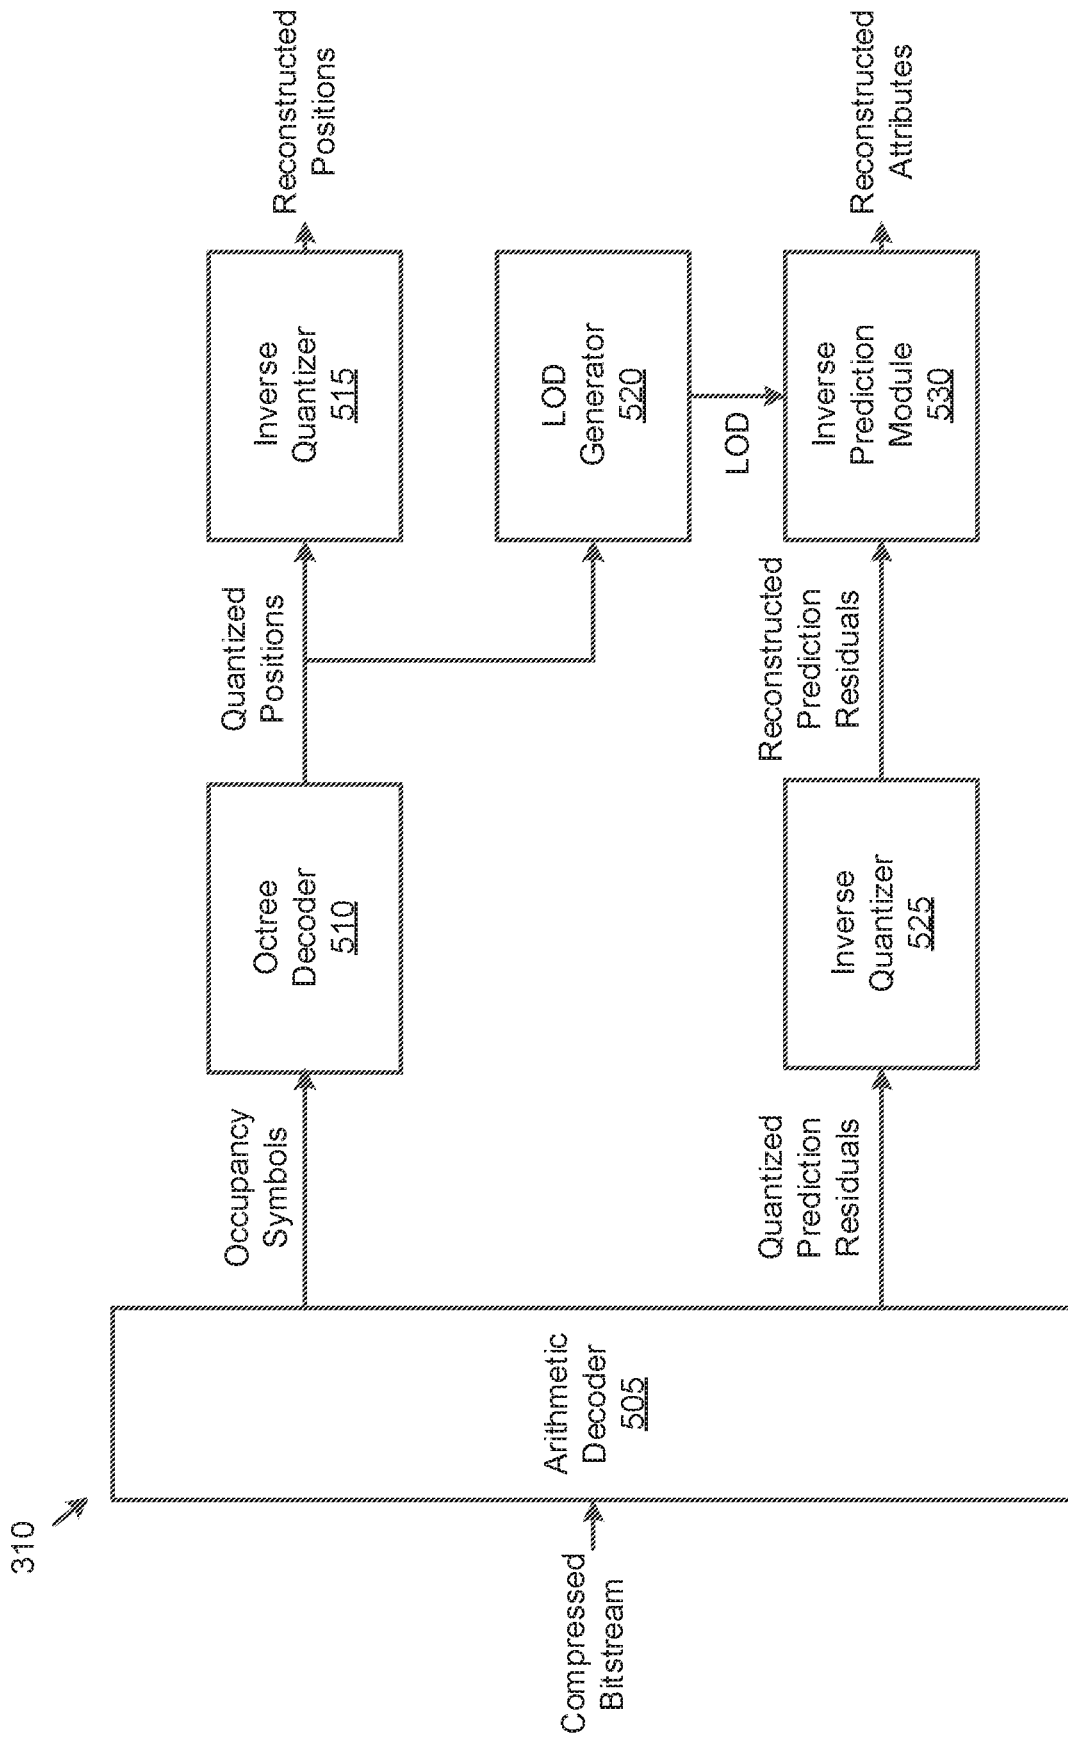 310
Compressed
Bitstream
Arithmetic
Decoder
505
Occupancy
Symbols
Octree
Decoder
510
Quantized
Positions
Inverse
Quantizer
515
Reconstructed
Positions
LOD
Generator
520
LOD
Quantized
Prediction
Residuals
Inverse
Quantizer
525
Reconstructed
Prediction
Residuals
Inverse
Prediction
Module
530
Reconstructed
Attributes